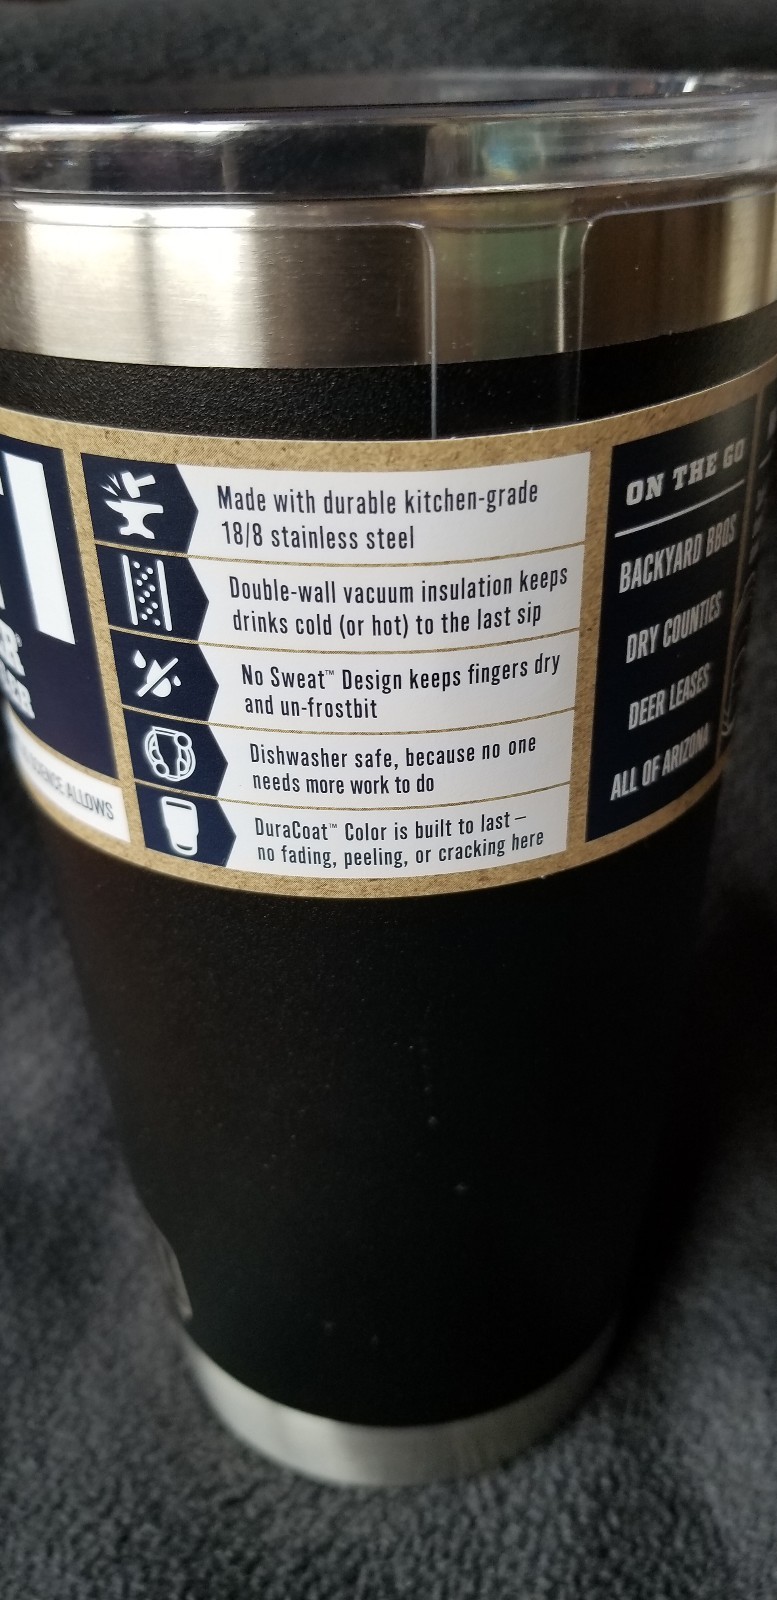 Made with durable kitchen-grade
18/8 stainless steel
Double-wall vacuum insulation keeps
drinks cold (or hot) to the last sip
No Sweat™ Design keeps fingers dry
and un-frostbit
Dishwasher safe, because no one
needs more work to do
DuraCoat™ Color is built to last –
no fading, peeling, or cracking here
ON THE GO
BACKYARD BBQS
DRY COUNTIES
DEER LEASES
ALL OF ARIZONA
SCIENCE ALLOWS